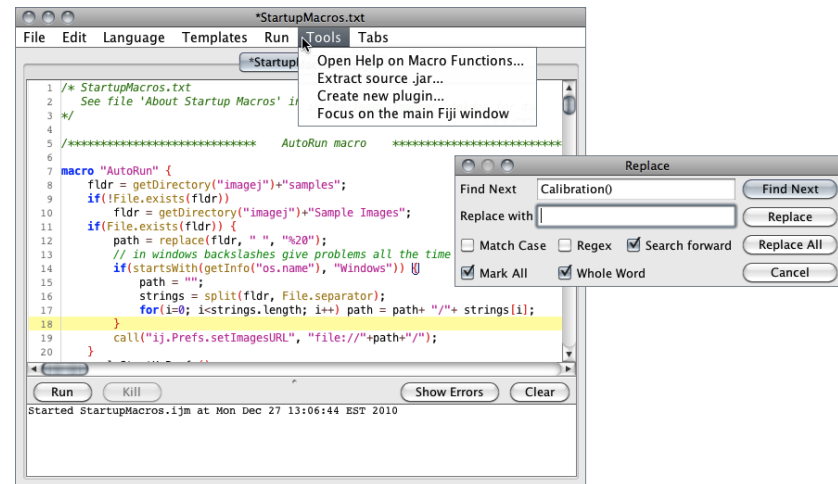 *StartupMacros.txt
File Edit Language Templates Run Tools Tabs
*Startup
Open Help on Macro Functions...
Extract source .jar...
Create new plugin...
Focus on the main Fiji window
1 /* StartupMacros.txt
2 See file 'About Startup Macros' in
3 */
4
5 /***************************** AutoRun macro **************************
6
7 macro "AutoRun" {
8 fldr = getDirectory("imagej")+"samples";
9 if(!File.exists(fldr))
10 fldr = getDirectory("imagej")+"Sample Images";
11 if(File.exists(fldr)) {
12 path = replace(fldr, " ", "%20");
13 // in windows backslashes give problems all the time
14 if(startsWith(getInfo("os.name"), "Windows")) {
15 path = "";
16 strings = split(fldr, File.separator);
17 for(i=0; i<strings.length; i++) path = path+ "/"+ strings[i];
18 }
19 call("ij.Prefs.setImagesURL", "file://"+path+"/");
20 }
Run Kill Show Errors Clear
Started StartupMacros.ijm at Mon Dec 27 13:06:44 EST 2010
Replace
Find Next Calibration() Find Next
Replace with Replace
Match Case Regex Search forward Replace All
Mark All Whole Word Cancel